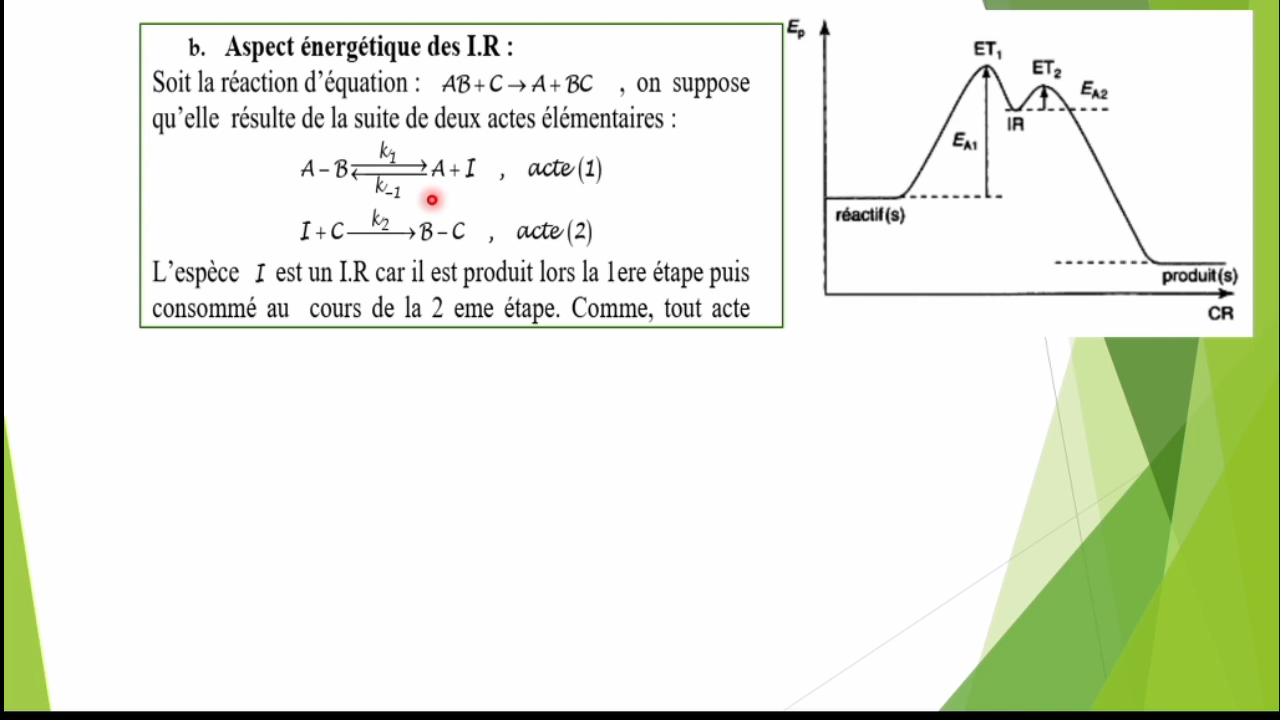 b. Aspect énergétique des I.R :
Soit la réaction d'équation : AB + C → A + BC , on suppose
qu'elle résulte de la suite de deux actes élémentaires :
k₁
A – B ⇄ A + I , acte (1)
k₋₁
k₂
I + C ⟶ B – C , acte (2)
L'espèce I est un I.R car il est produit lors la 1ere étape puis
consommé au cours de la 2 eme étape. Comme, tout acte
Eₚ
ET₁
ET₂
E_A2
IR
E_A1
réactif(s)
produit(s)
CR